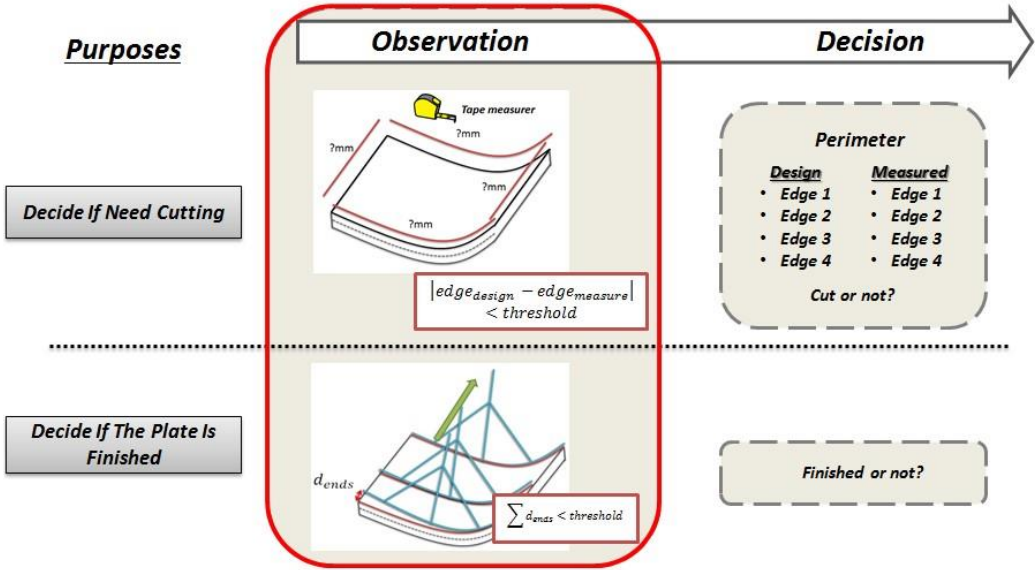 Purposes
Observation
Decision
Tape measurer
?mm
?mm
?mm
?mm
Decide If Need Cutting
|edge_design − edge_measure|
< threshold
Perimeter
Design Measured
• Edge 1 • Edge 1
• Edge 2 • Edge 2
• Edge 3 • Edge 3
• Edge 4 • Edge 4
Cut or not?
Decide If The Plate Is
Finished
d_ends
∑ d_ends < threshold
Finished or not?